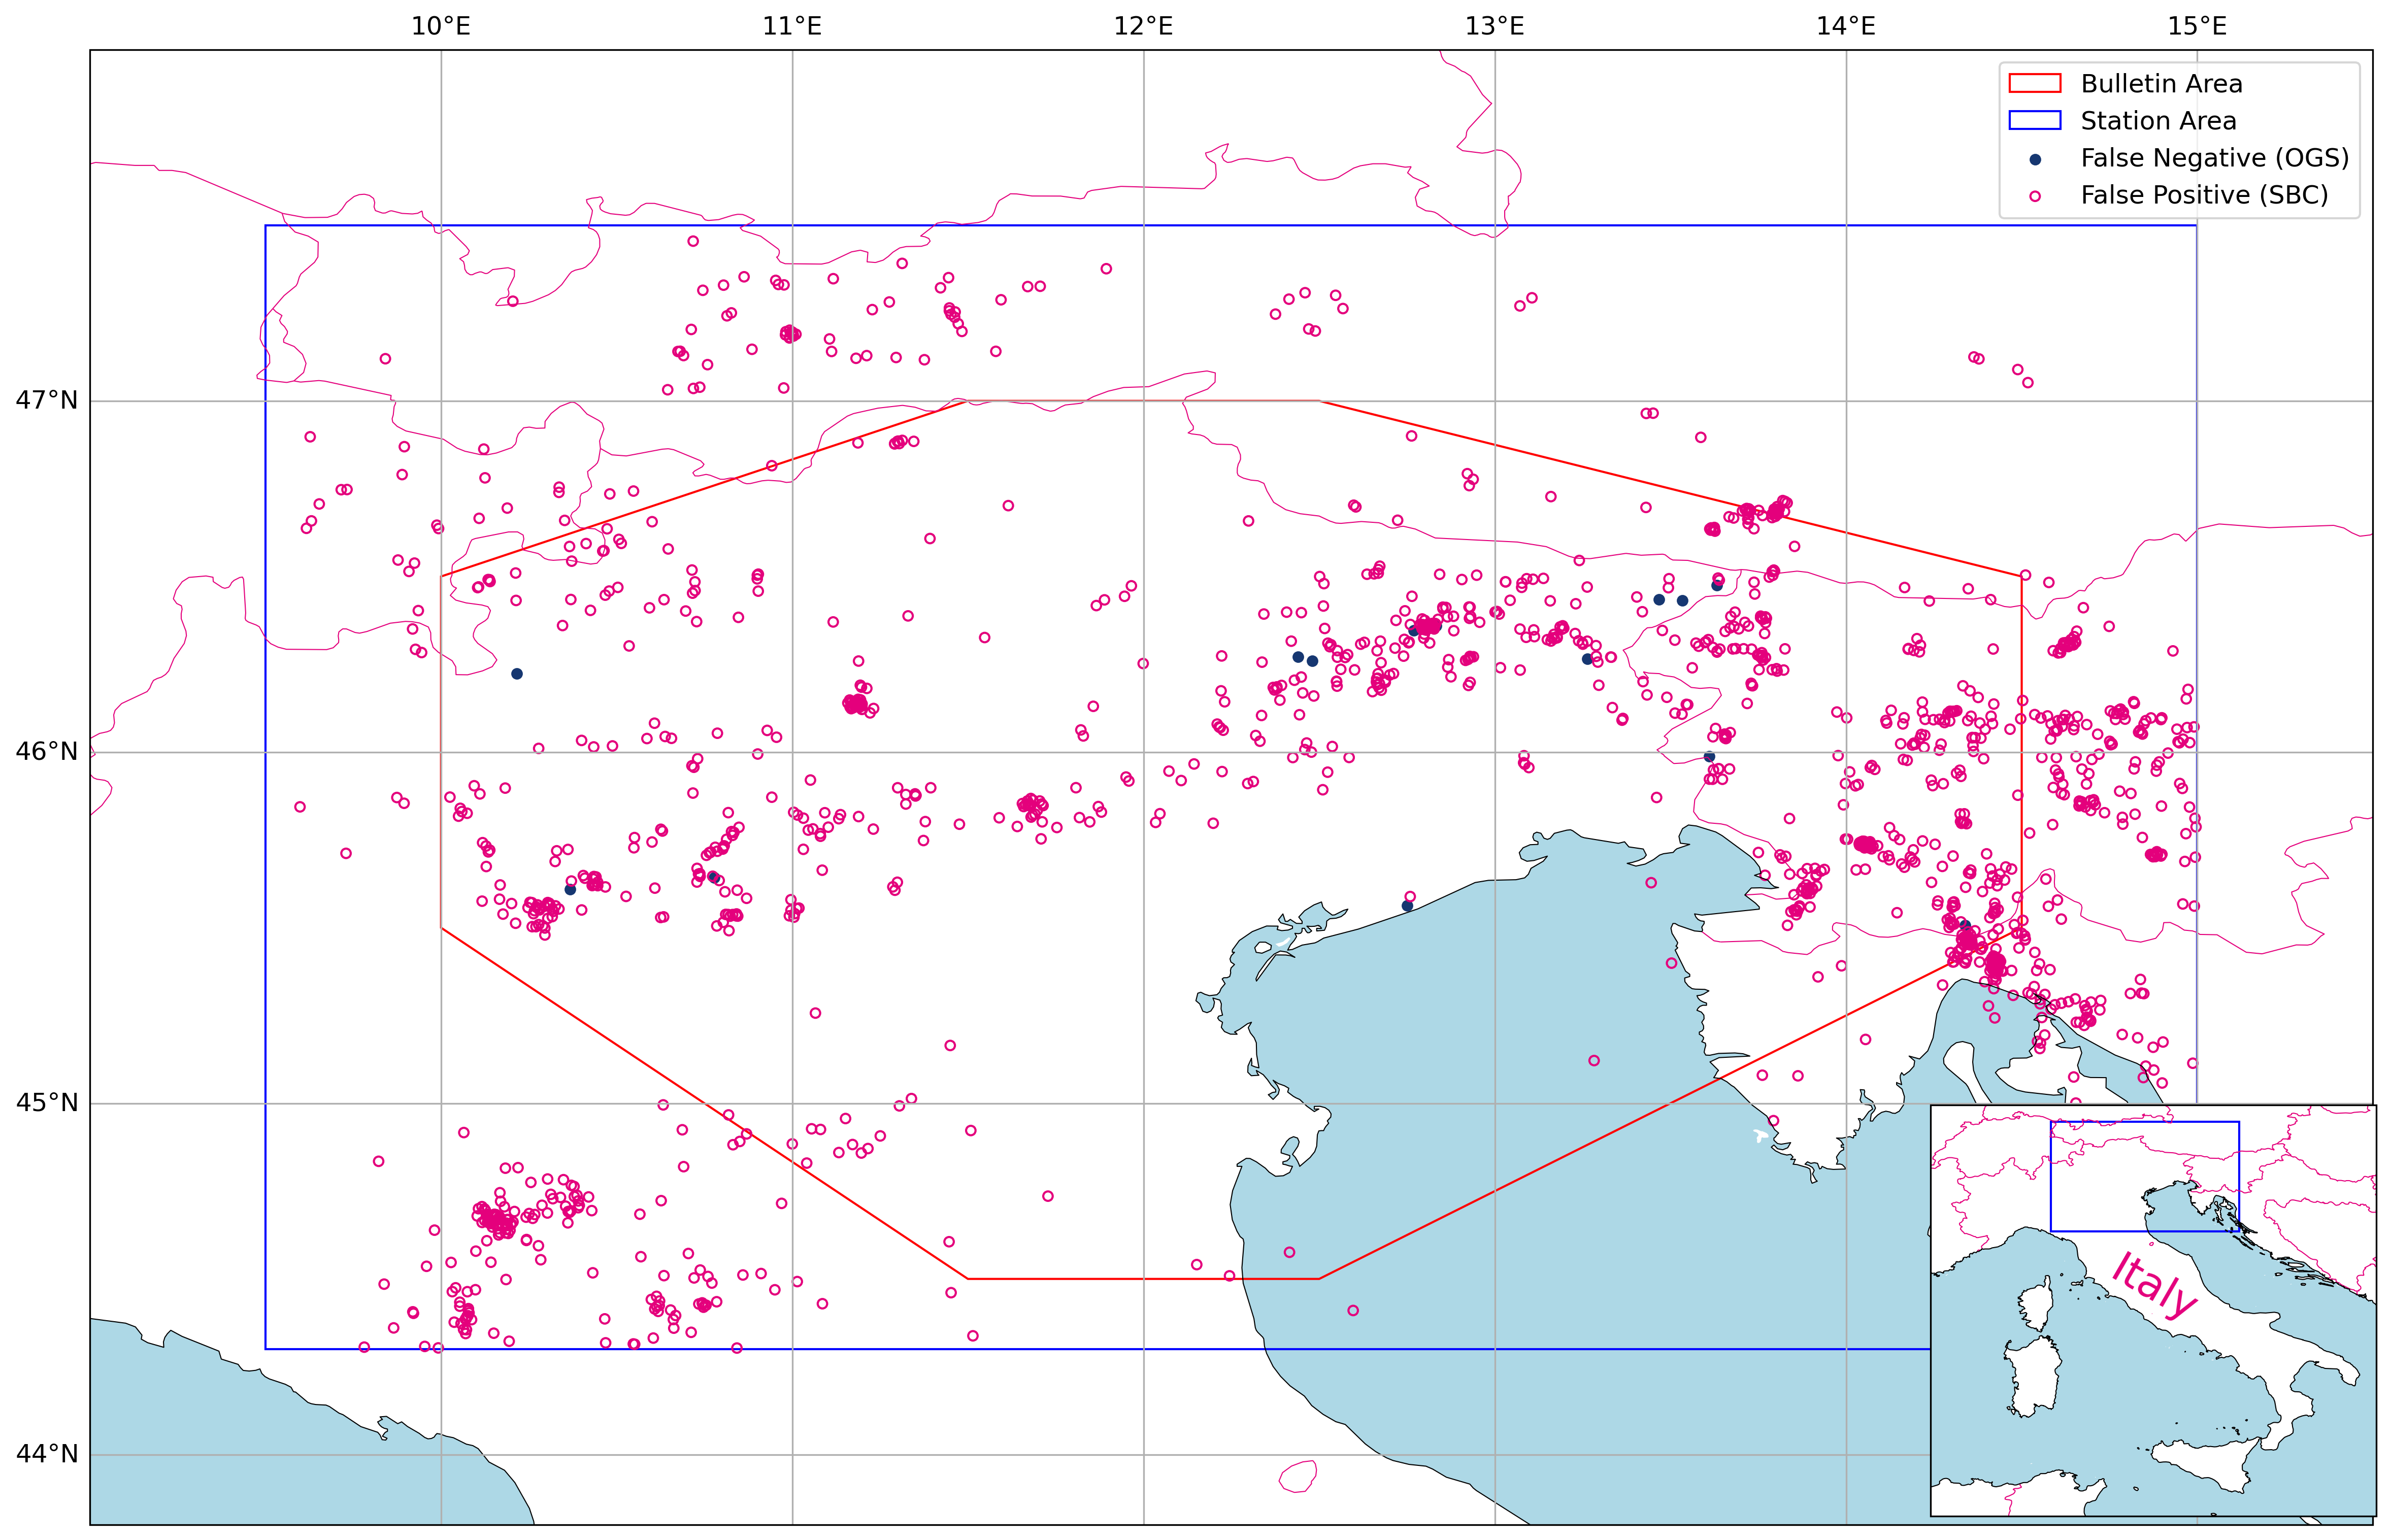 10°E 11°E 12°E 13°E 14°E 15°E
Bulletin Area
Station Area
False Negative (OGS)
False Positive (SBC)
47°N
46°N
45°N
44°N
Italy